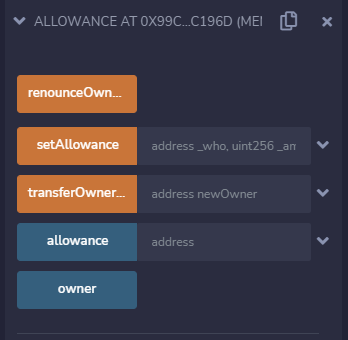 ALLOWANCE AT 0X99C...C196D (MEI
renounceOwn...
setAllowance address _who, uint256 _am
transferOwner... address newOwner
allowance address
owner